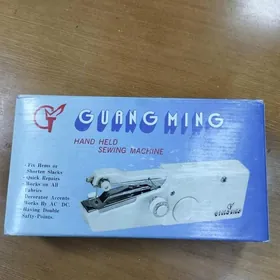 GUANG MING
HAND HELD
SEWING MACHINE
Fix Hems or
Shorten Slacks
Quick Repairs
Works on All
Fabrics
Decorator Accents
Works By AC DC
Having Double
Safty-Points